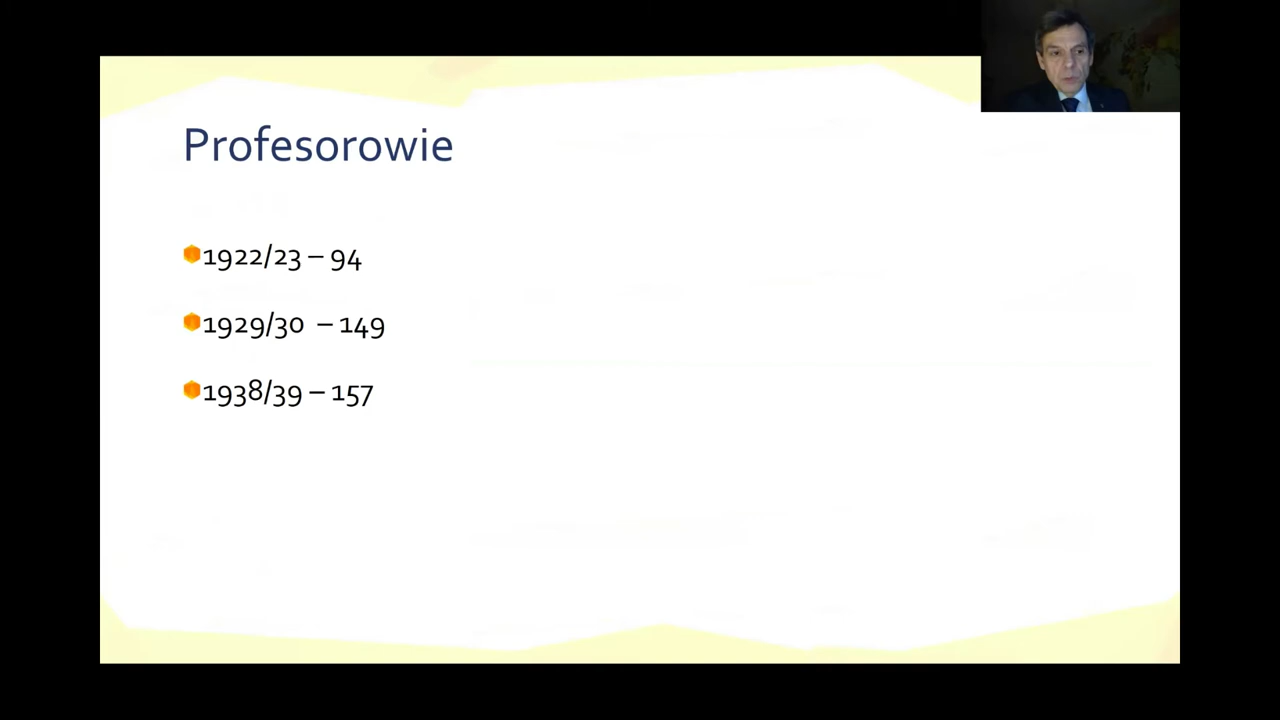 Profesorowie
1922/23 – 94
1929/30 – 149
1938/39 – 157